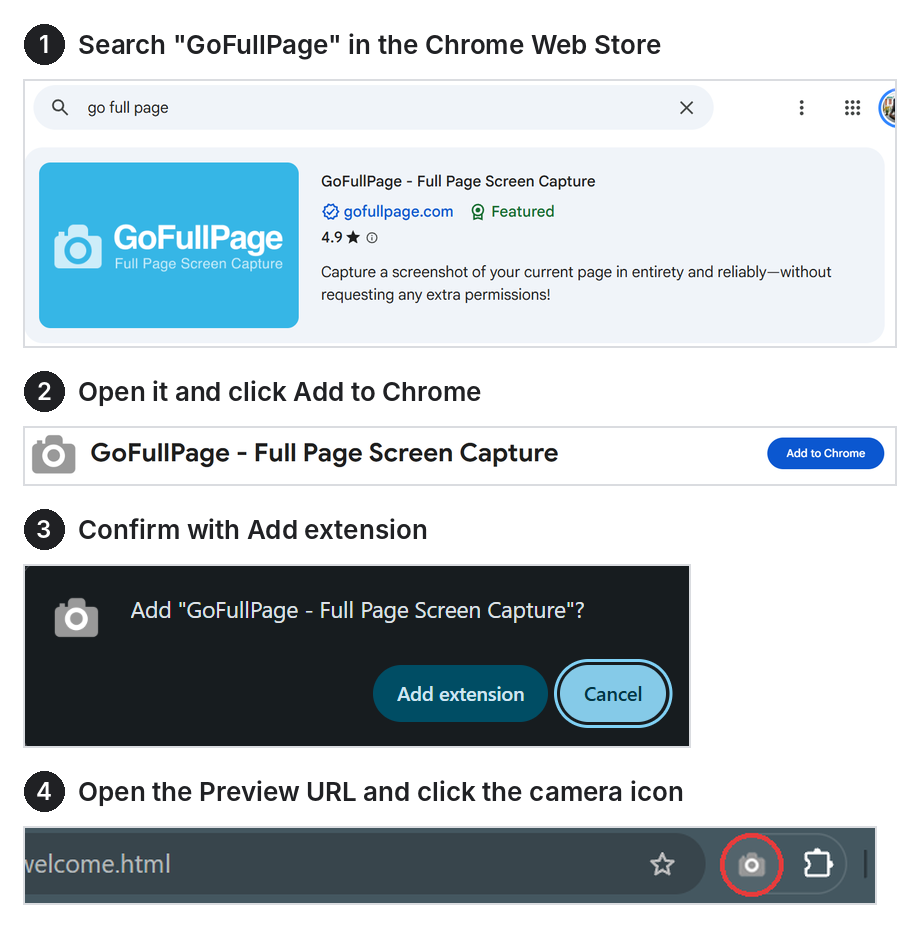 1 Search "GoFullPage" in the Chrome Web Store
go full page
GoFullPage - Full Page Screen Capture
gofullpage.com Featured
4.9 ★
Capture a screenshot of your current page in entirety and reliably—without
requesting any extra permissions!
GoFullPage
Full Page Screen Capture
2 Open it and click Add to Chrome
GoFullPage - Full Page Screen Capture Add to Chrome
3 Confirm with Add extension
Add "GoFullPage - Full Page Screen Capture"?
Add extension Cancel
4 Open the Preview URL and click the camera icon
welcome.html